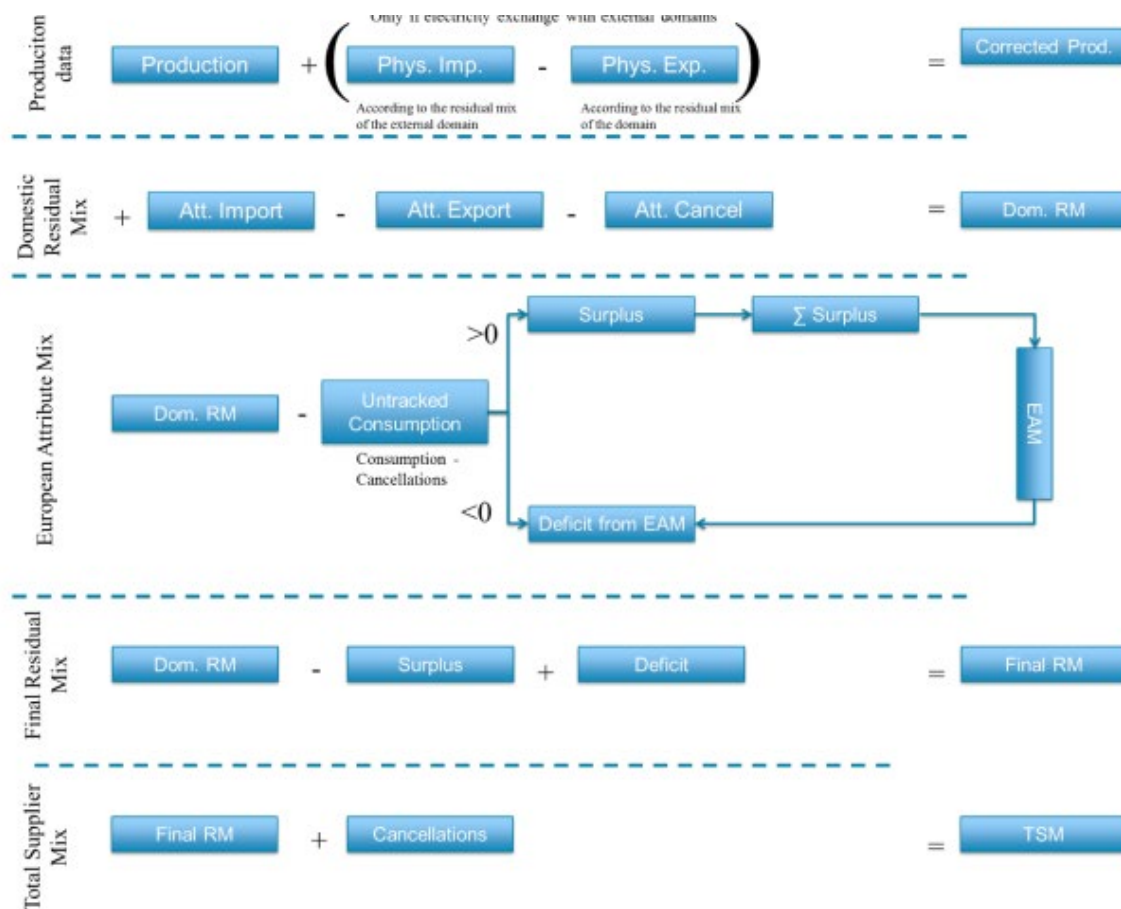 Only if electricity exchange with external domains
Produciton
data
Production + ( Phys. Imp. - Phys. Exp. ) = Corrected Prod.
According to the residual mix
of the external domain
According to the residual mix
of the domain
Domestic
Residual
Mix
+ Att. Import - Att. Export - Att. Cancel = Dom. RM
European Attribute Mix
>0
Surplus
∑ Surplus
Dom. RM - Untracked
Consumption
Consumption -
Cancellations
EAM
<0
Deficit from EAM
Final Residual
Mix
Dom. RM - Surplus + Deficit = Final RM
Total Supplier
Mix
Final RM + Cancellations = TSM